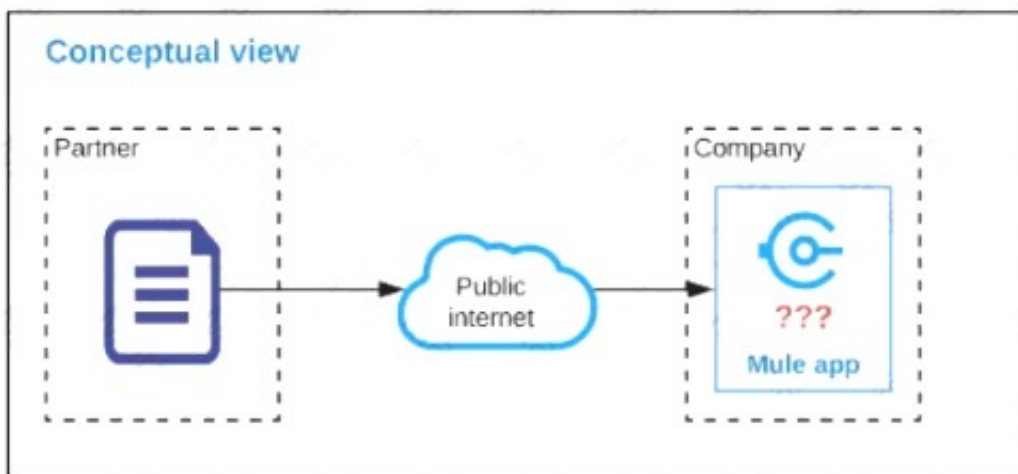 Conceptual view
Partner
Company
Public
internet
???
Mule app